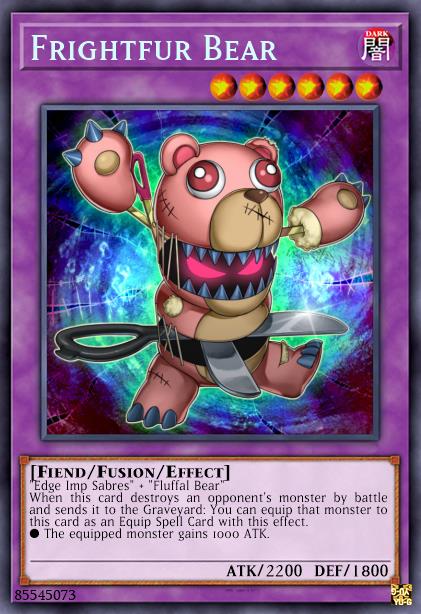 FRIGHTFUR BEAR
DARK
闇
[FIEND/FUSION/EFFECT]
"Edge Imp Sabres" + "Fluffal Bear"
When this card destroys an opponent's monster by battle
and sends it to the Graveyard: You can equip that monster to
this card as an Equip Spell Card with this effect.
● The equipped monster gains 1000 ATK.
ATK/2200 DEF/1800
85545073